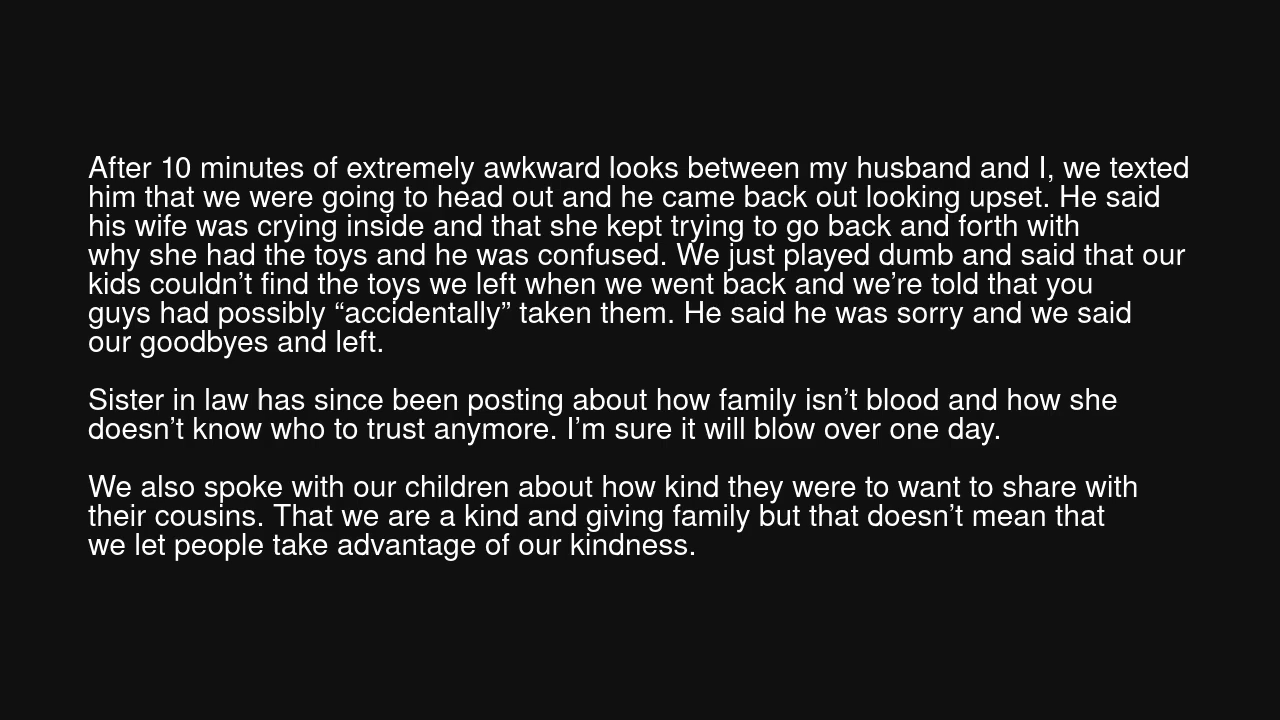 After 10 minutes of extremely awkward looks between my husband and I, we texted
him that we were going to head out and he came back out looking upset. He said
his wife was crying inside and that she kept trying to go back and forth with
why she had the toys and he was confused. We just played dumb and said that our
kids couldn’t find the toys we left when we went back and we’re told that you
guys had possibly “accidentally” taken them. He said he was sorry and we said
our goodbyes and left.
Sister in law has since been posting about how family isn’t blood and how she
doesn’t know who to trust anymore. I’m sure it will blow over one day.
We also spoke with our children about how kind they were to want to share with
their cousins. That we are a kind and giving family but that doesn’t mean that
we let people take advantage of our kindness.